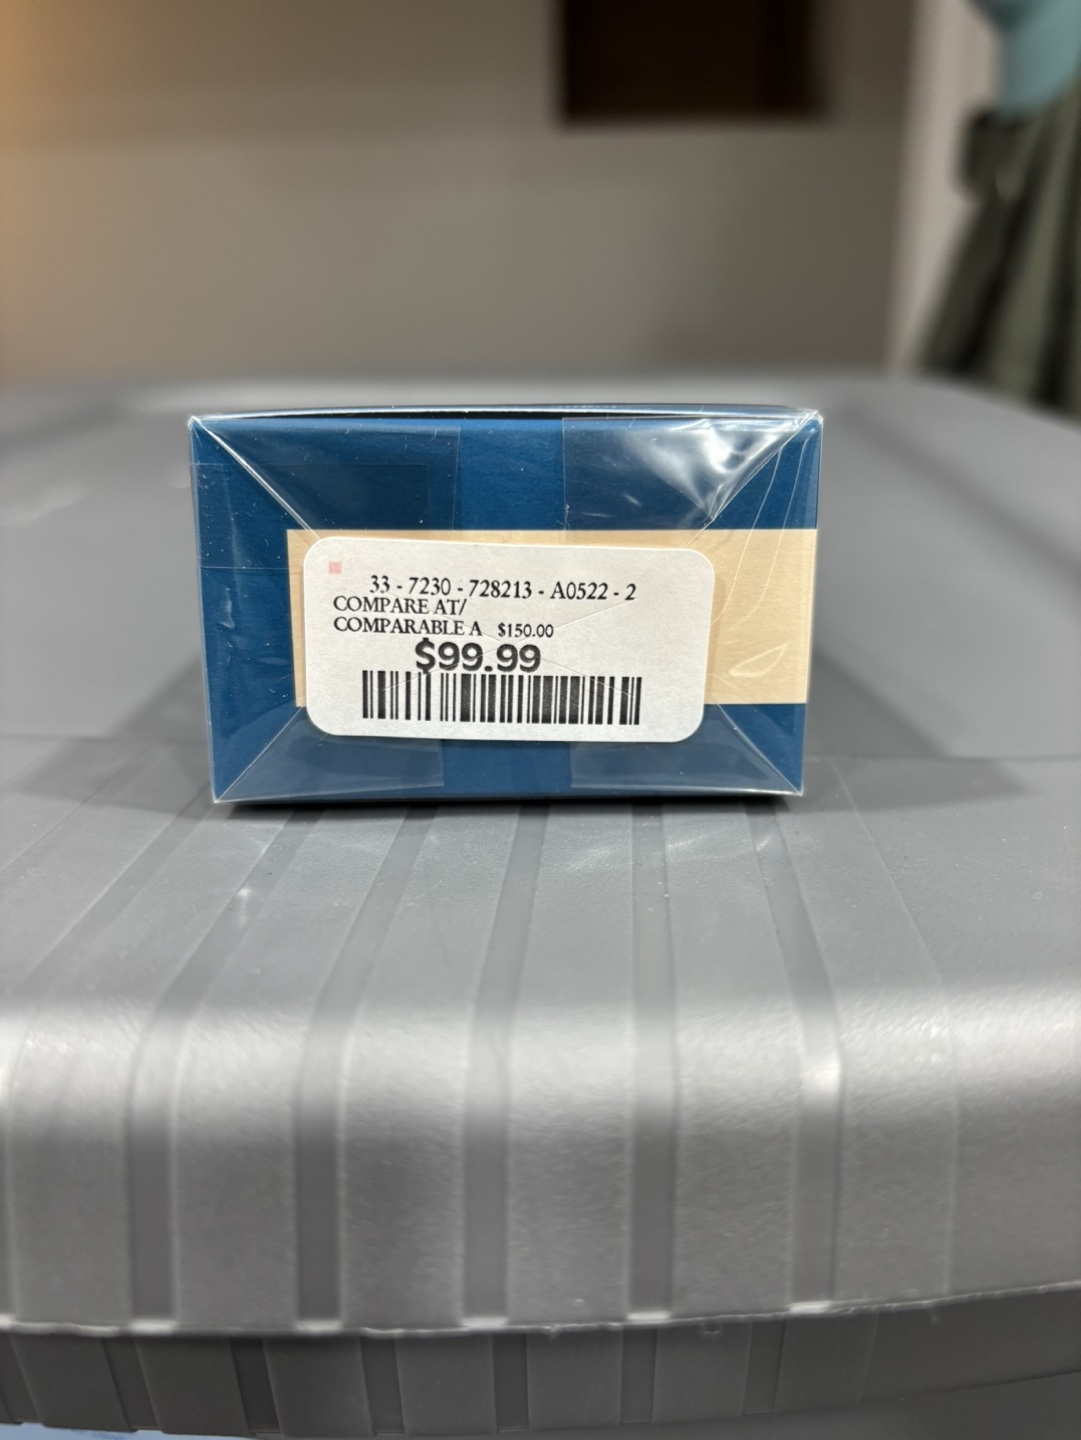 33 - 7230 - 728213 - A0522 - 2
COMPARE AT/
COMPARABLE A $150.00
$99.99